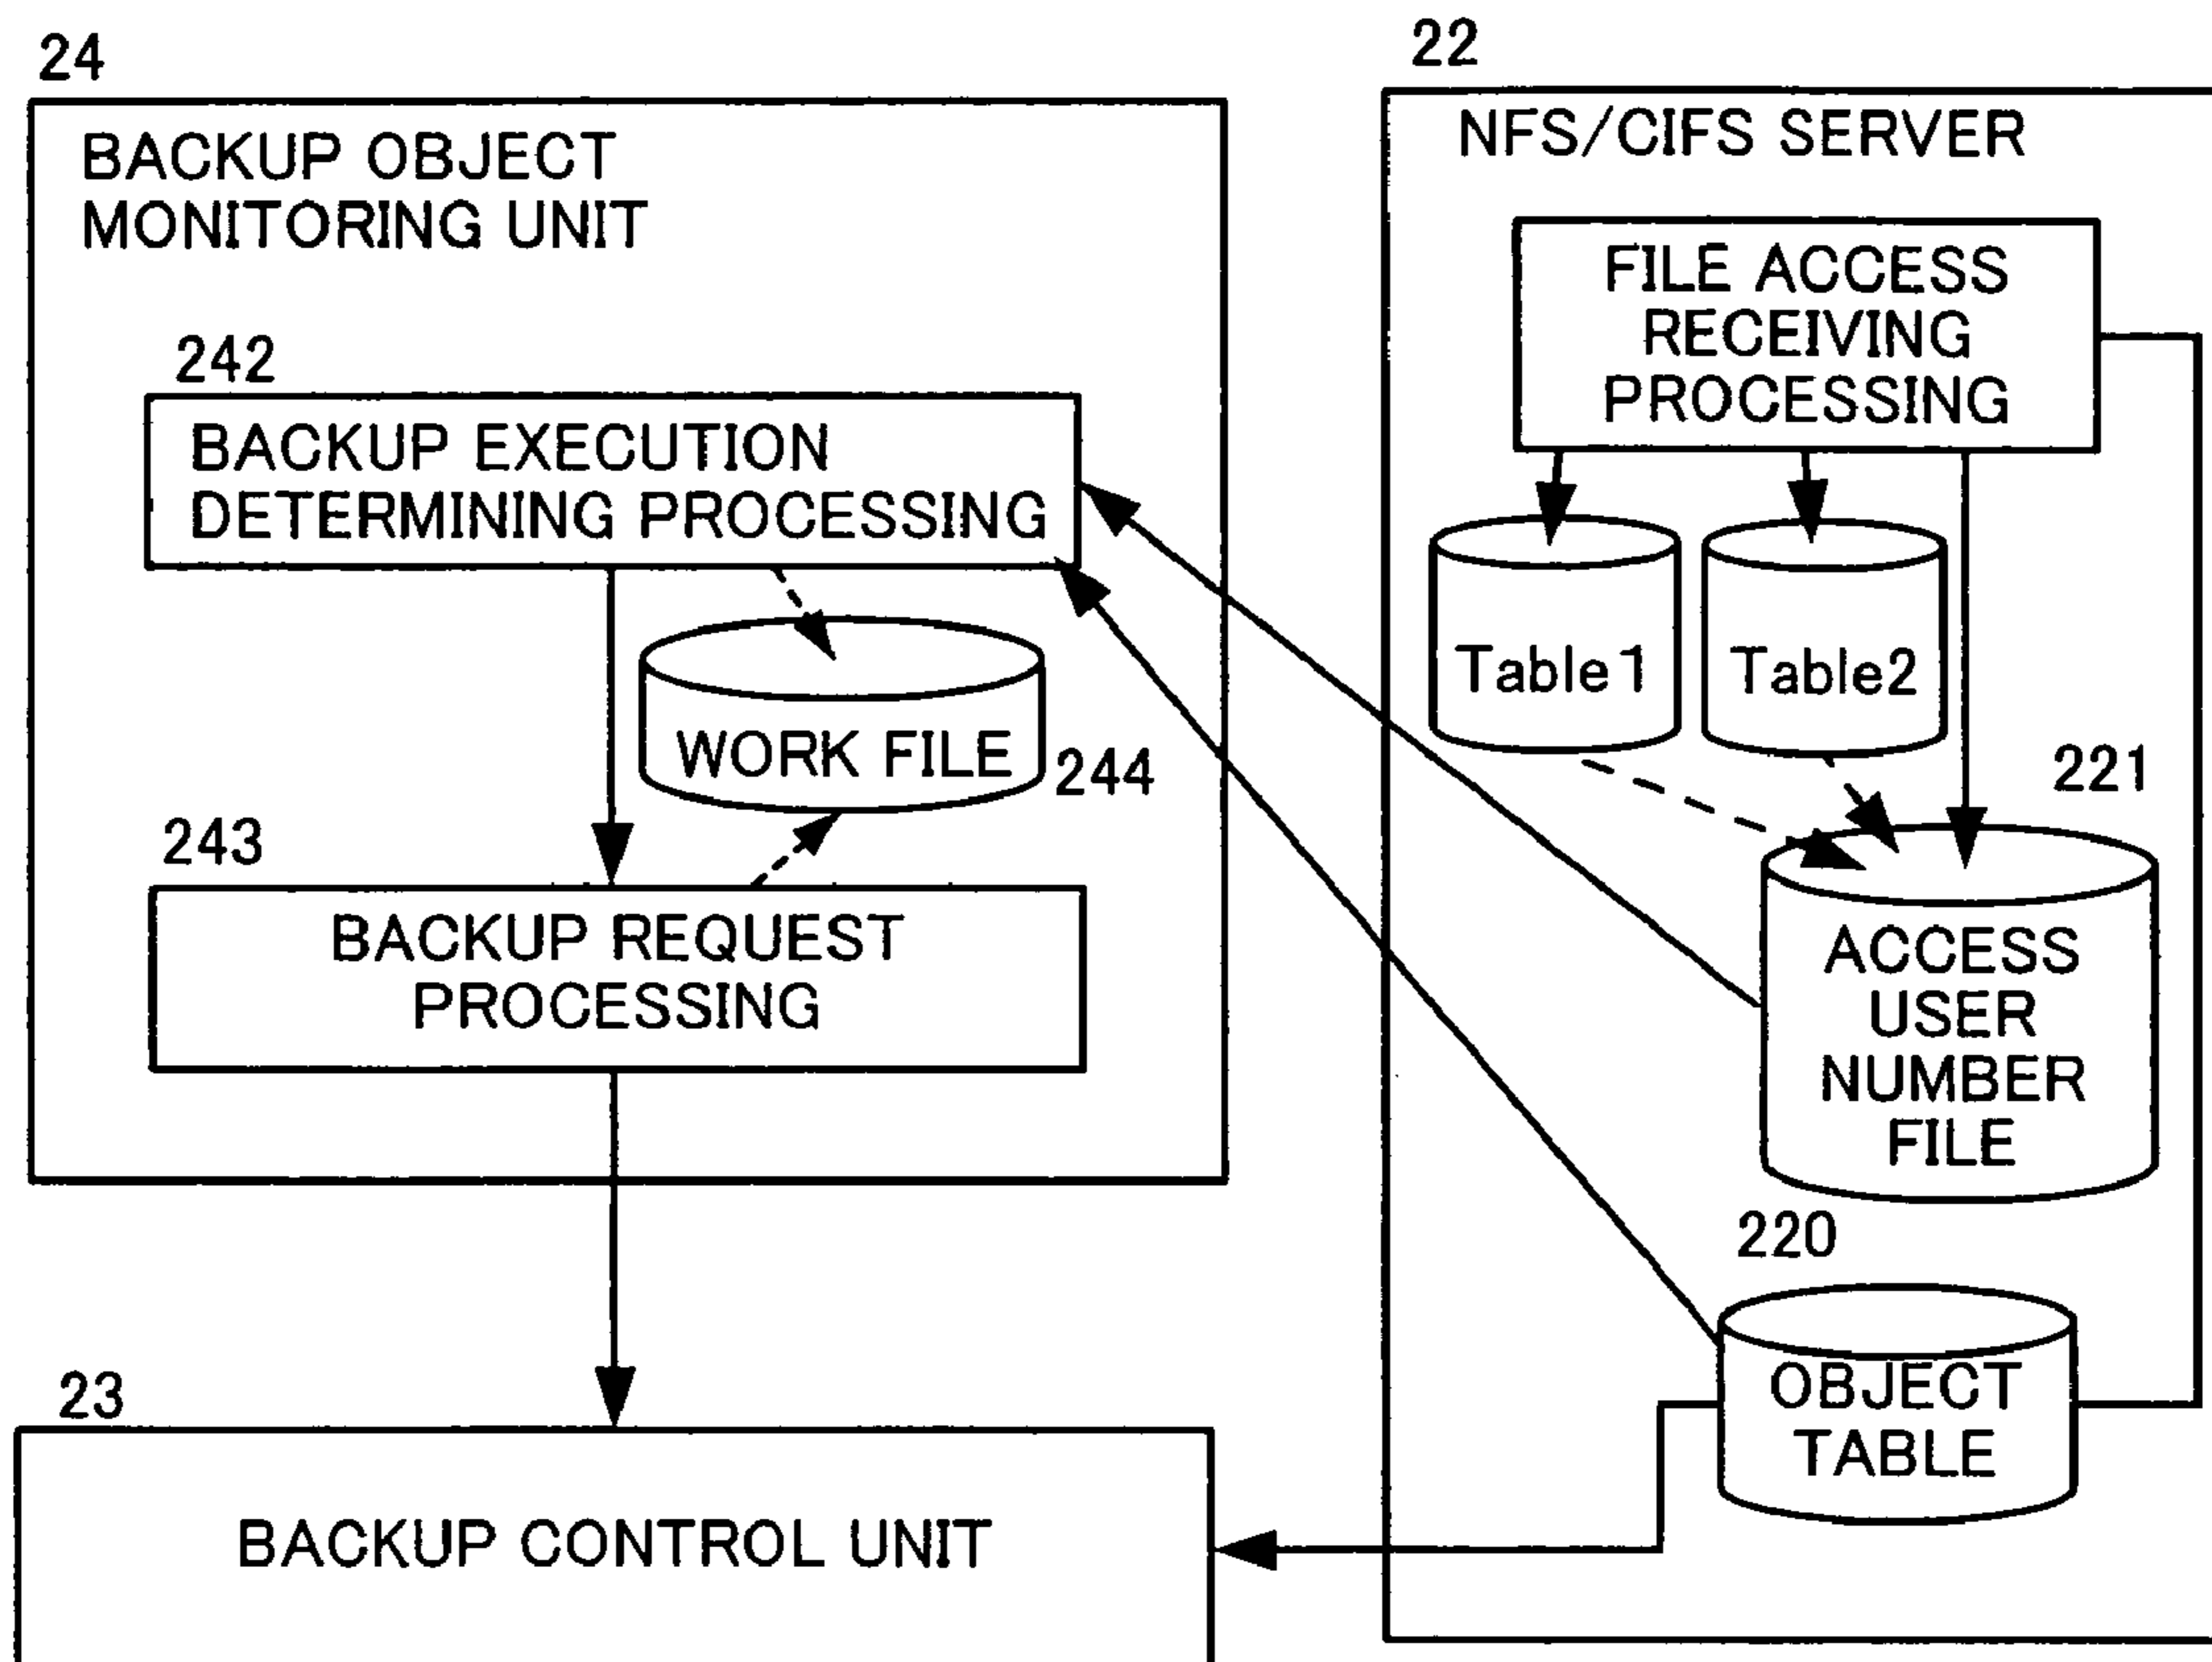 24
BACKUP OBJECT
MONITORING UNIT
242
BACKUP EXECUTION
DETERMINING PROCESSING
WORK FILE
244
243
BACKUP REQUEST
PROCESSING
23
BACKUP CONTROL UNIT
22
NFS/CIFS SERVER
FILE ACCESS
RECEIVING
PROCESSING
Table1
Table2
221
ACCESS
USER
NUMBER
FILE
220
OBJECT
TABLE